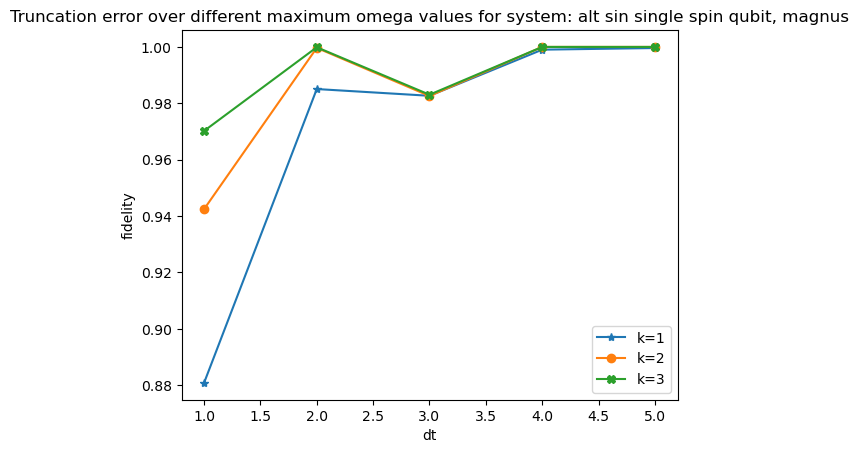 Truncation error over different maximum omega values for system: alt sin single spin qubit, magnus
1.00
0.98
0.96
0.94
0.92
0.90
0.88
fidelity
1.0 1.5 2.0 2.5 3.0 3.5 4.0 4.5 5.0
dt
k=1
k=2
k=3